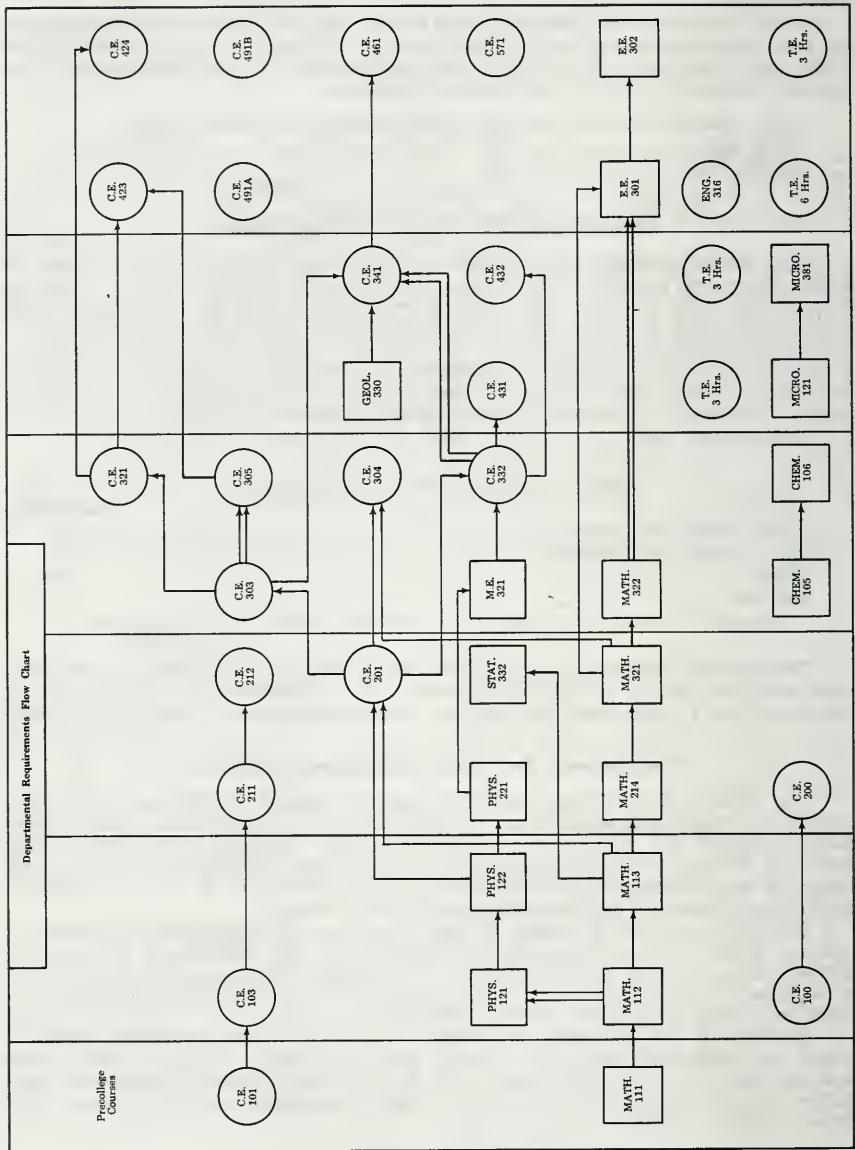 Departmental Requirements Flow Chart
Precollege
Courses
C.E.
101
MATH.
111
C.E.
103
PHYS.
121
MATH.
112
C.E.
100
PHYS.
122
MATH.
113
C.E.
211
PHYS.
221
MATH.
214
C.E.
200
C.E.
212
C.E.
201
STAT.
332
MATH.
321
C.E.
303
M.E.
321
MATH.
322
CHEM.
105
C.E.
321
C.E.
305
C.E.
304
C.E.
332
CHEM.
106
GEOL.
330
C.E.
431
T.E.
3 Hrs.
MICRO.
121
C.E.
341
C.E.
432
T.E.
3 Hrs.
MICRO.
381
C.E.
423
C.E.
491A
E.E.
301
ENG.
316
T.E.
6 Hrs.
C.E.
424
C.E.
491B
C.E.
461
C.E.
571
E.E.
302
T.E.
3 Hrs.